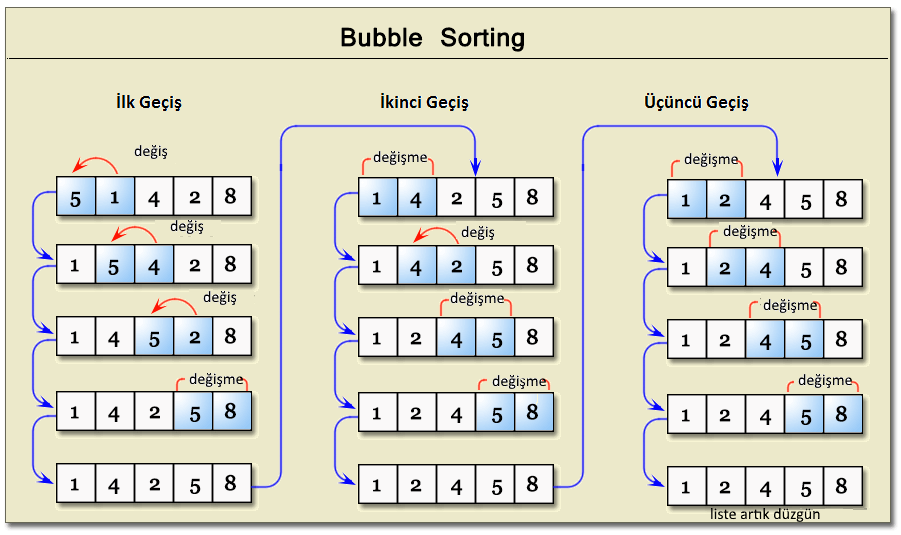 Bubble Sorting
İlk Geçiş
değiş
5 1 4 2 8
değiş
1 5 4 2 8
değiş
1 4 5 2 8
değişme
1 4 2 5 8
1 4 2 5 8
İkinci Geçiş
değişme
1 4 2 5 8
değiş
1 4 2 5 8
değişme
1 2 4 5 8
değişme
1 2 4 5 8
1 2 4 5 8
Üçüncü Geçiş
değişme
1 2 4 5 8
değişme
1 2 4 5 8
değişme
1 2 4 5 8
değişme
1 2 4 5 8
1 2 4 5 8
liste artık düzgün